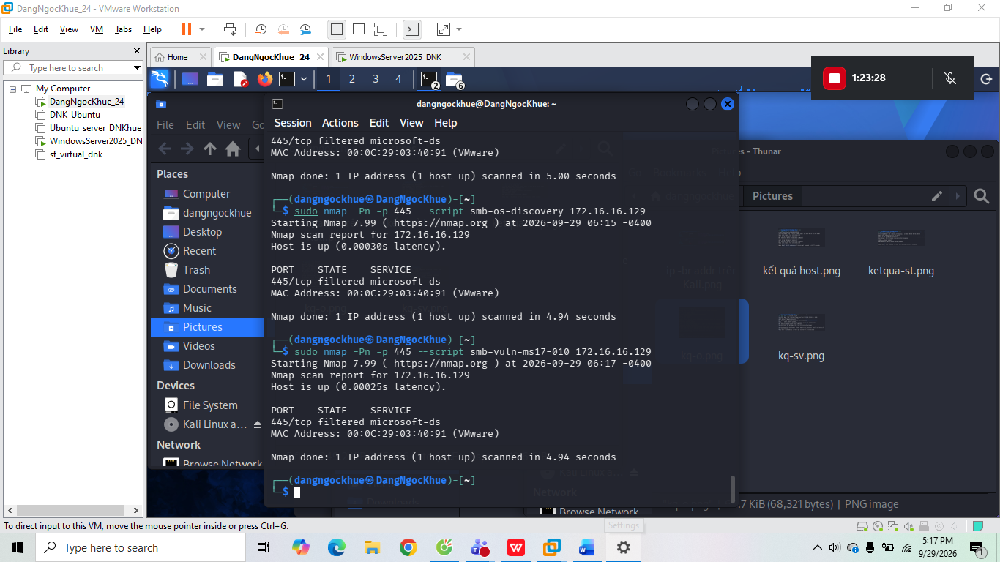 DangNgocKhue_24 - VMware Workstation
File Edit View VM Tabs Help
Library
Type here to search
My Computer
DangNgocKhue_24
DNK_Ubuntu
Ubuntu_server_DNKhue
WindowsServer2025_DN
sf_virtual_dnk
Home
DangNgocKhue_24
WindowsServer2025_DNK
1 2 3 4
2
6
1:23:28
File Edit View Go
Places
Computer
dangngockhue
Desktop
Recent
Trash
Documents
Music
Pictures
Videos
Downloads
Devices
File System
Kali Linux a...
Network
Browse Network
dangngockhue@DangNgocKhue: ~
Session Actions Edit View Help
445/tcp filtered microsoft-ds
MAC Address: 00:0C:29:03:40:91 (VMware)
Nmap done: 1 IP address (1 host up) scanned in 5.00 seconds
┌──(dangngockhue㉿DangNgocKhue)-[~]
└─$ sudo nmap -Pn -p 445 --script smb-os-discovery 172.16.16.129
Starting Nmap 7.99 ( https://nmap.org ) at 2026-09-29 06:15 -0400
Nmap scan report for 172.16.16.129
Host is up (0.00030s latency).
PORT    STATE    SERVICE
445/tcp filtered microsoft-ds
MAC Address: 00:0C:29:03:40:91 (VMware)
Nmap done: 1 IP address (1 host up) scanned in 4.94 seconds
┌──(dangngockhue㉿DangNgocKhue)-[~]
└─$ sudo nmap -Pn -p 445 --script smb-vuln-ms17-010 172.16.16.129
Starting Nmap 7.99 ( https://nmap.org ) at 2026-09-29 06:17 -0400
Nmap scan report for 172.16.16.129
Host is up (0.00025s latency).
PORT    STATE    SERVICE
445/tcp filtered microsoft-ds
MAC Address: 00:0C:29:03:40:91 (VMware)
Nmap done: 1 IP address (1 host up) scanned in 4.94 seconds
┌──(dangngockhue㉿DangNgocKhue)-[~]
└─$
- Thunar
Pictures
kết quả host.png
ketqua-st.png
kq-o.png
kq-sv.png
Browse Network
KiB (68,321 bytes) | PNG image
To direct input to this VM, move the mouse pointer inside or press Ctrl+G.
Settings
Type here to search
5:17 PM
9/29/2026
1